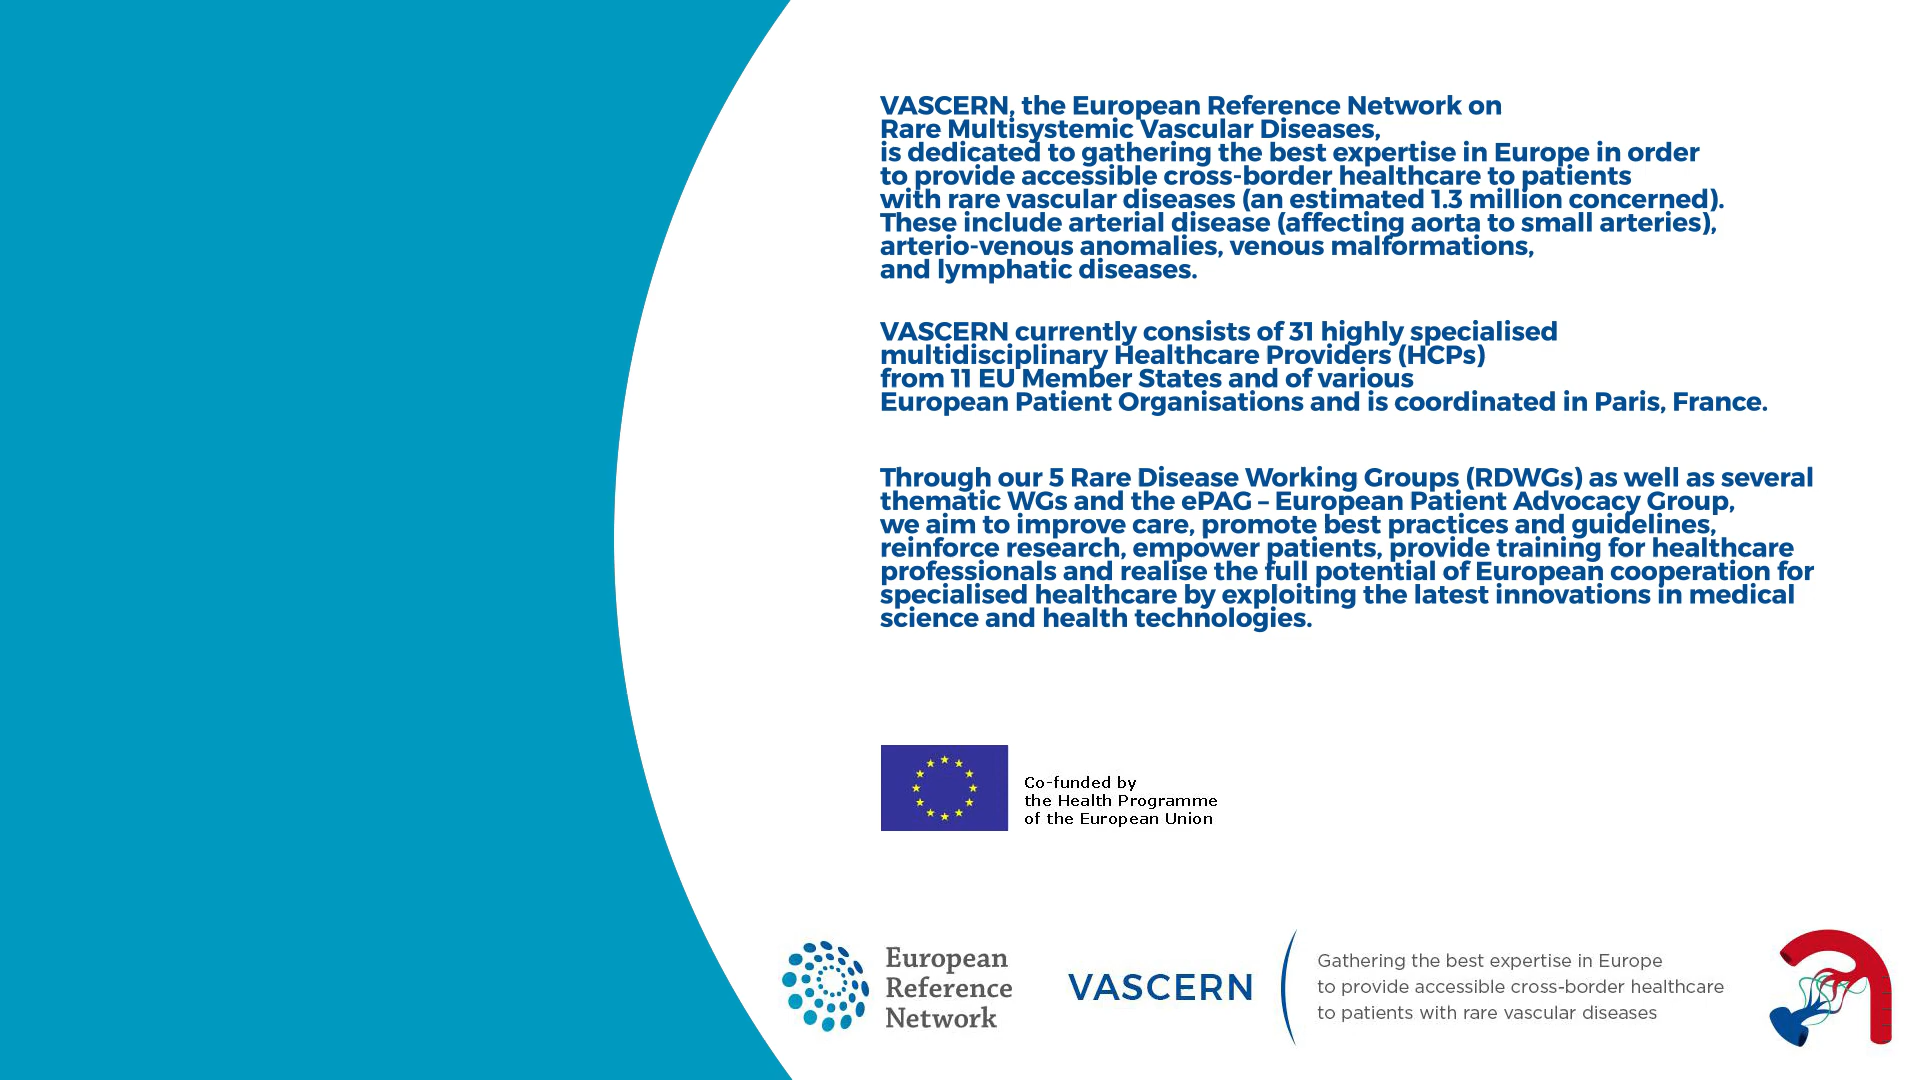 VASCERN, the European Reference Network on
Rare Multisystemic Vascular Diseases,
is dedicated to gathering the best expertise in Europe in order
to provide accessible cross-border healthcare to patients
with rare vascular diseases (an estimated 1.3 million concerned).
These include arterial disease (affecting aorta to small arteries),
arterio-venous anomalies, venous malformations,
and lymphatic diseases.
VASCERN currently consists of 31 highly specialised
multidisciplinary Healthcare Providers (HCPs)
from 11 EU Member States and of various
European Patient Organisations and is coordinated in Paris, France.
Through our 5 Rare Disease Working Groups (RDWGs) as well as several
thematic WGs and the ePAG – European Patient Advocacy Group,
we aim to improve care, promote best practices and guidelines,
reinforce research, empower patients, provide training for healthcare
professionals and realise the full potential of European cooperation for
specialised healthcare by exploiting the latest innovations in medical
science and health technologies.
Co-funded by
the Health Programme
of the European Union
European
Reference
Network
VASCERN
Gathering the best expertise in Europe
to provide accessible cross-border healthcare
to patients with rare vascular diseases